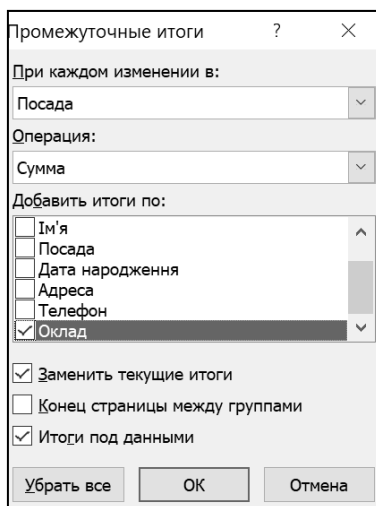 Промежуточные итоги ?
При каждом изменении в:
Посада
Операция:
Сумма
Добавить итоги по:
Ім'я
Посада
Дата народження
Адреса
Телефон
Оклад
Заменить текущие итоги
Конец страницы между группами
Итоги под данными
Убрать все ОК Отмена